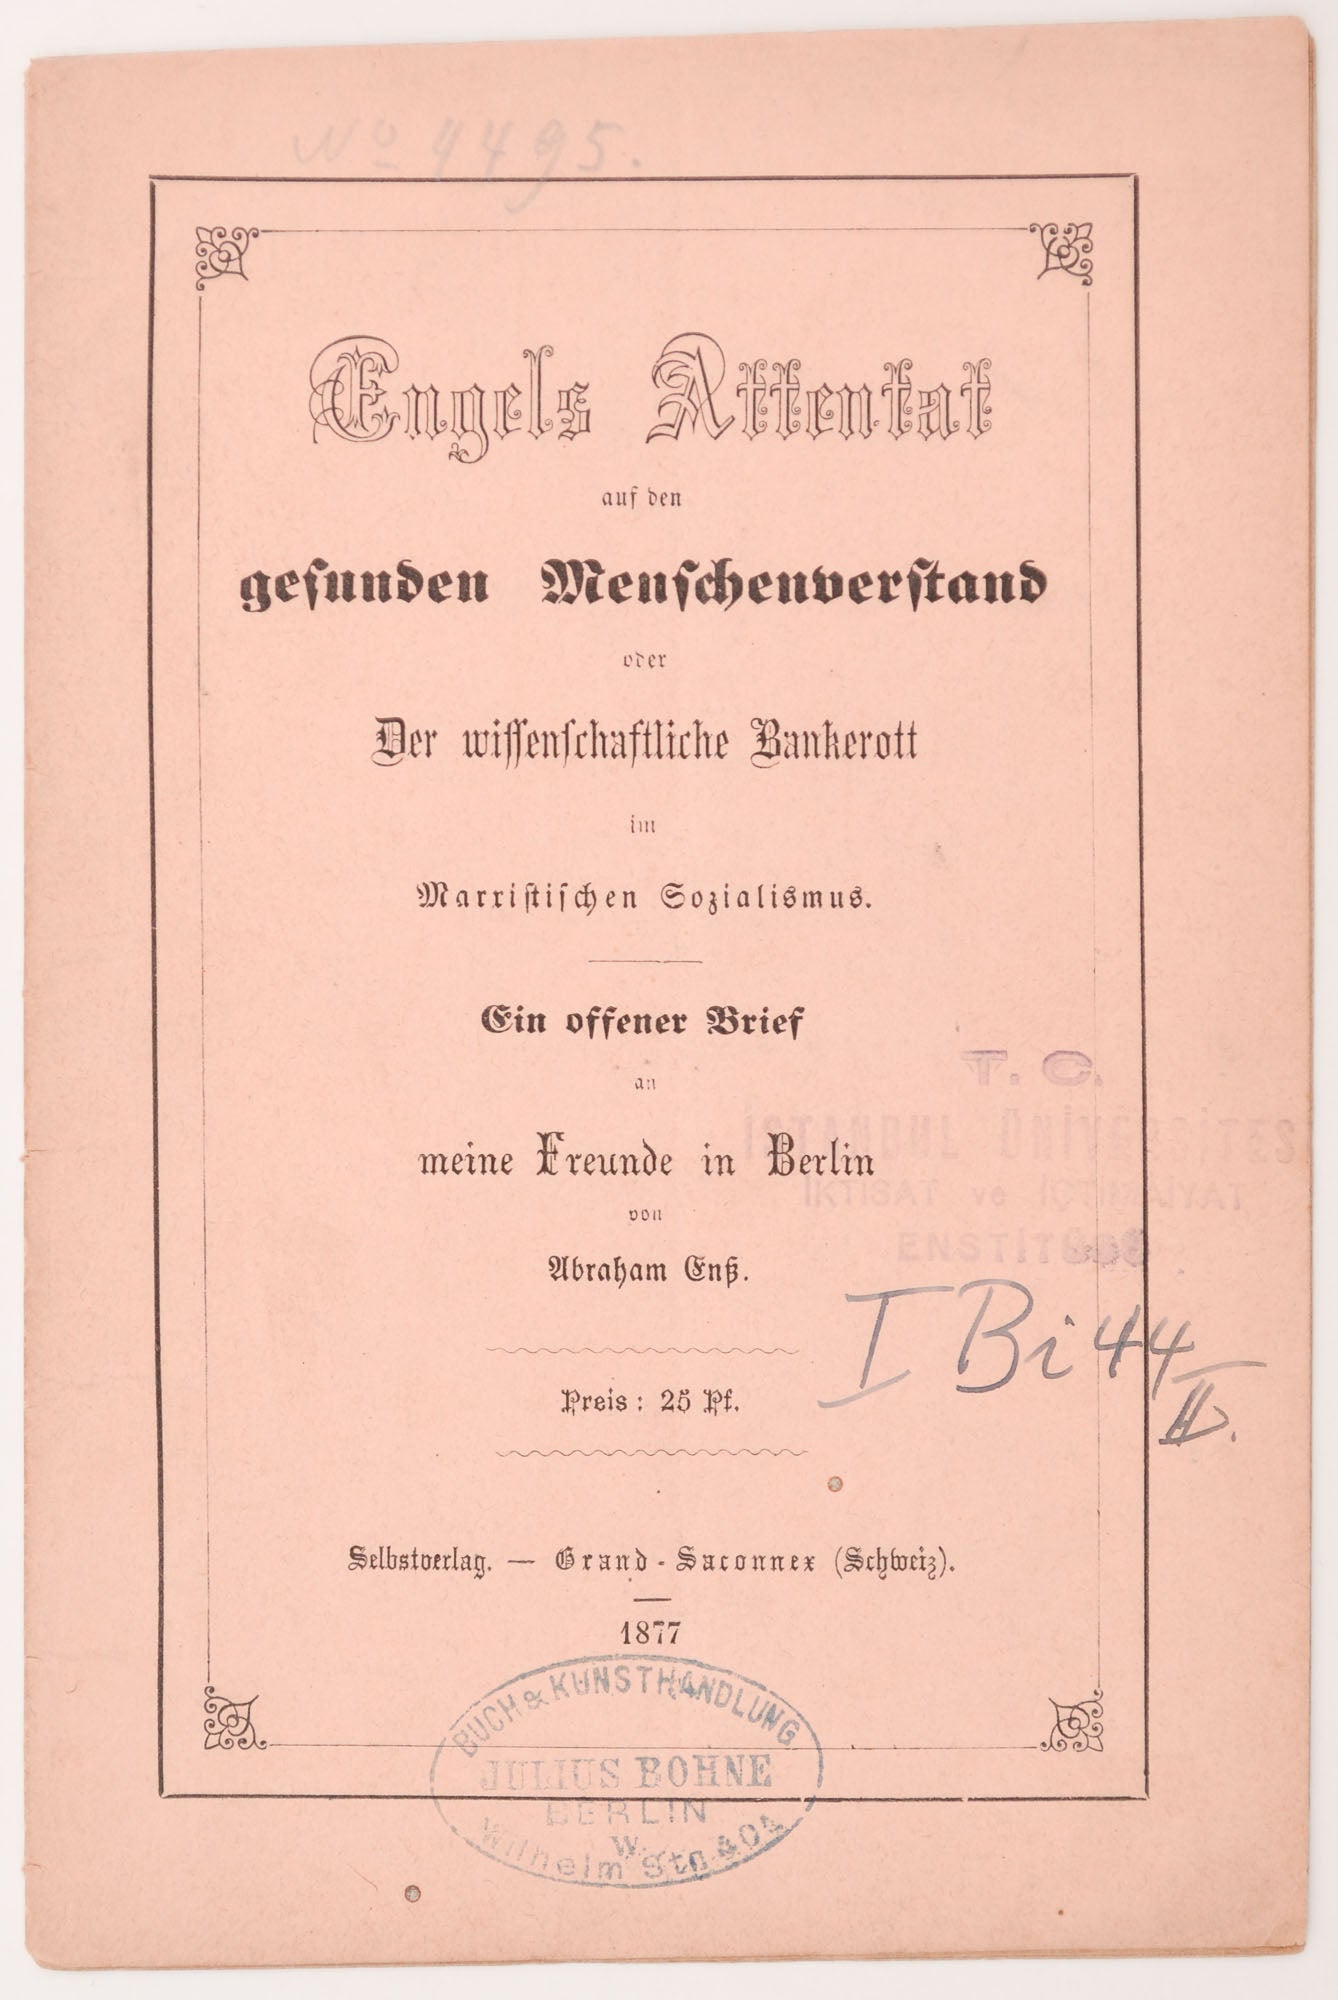 No 4495.
Engels Attentat
auf den
gesunden Menschenverstand
oder
Der wissenschaftliche Bankerott
im
Marxistischen Sozialismus.
Ein offener Brief
an
meine Freunde in Berlin
von
Abraham Enß.
Preis: 25 Pf.
Selbstverlag. — Grand-Saconnex (Schweiz).
1877
T. C.
İSTANBUL ÜNİVERSİTES
İKTİSAT ve İÇTİMAİYAT
ENSTİTÜSÜ
I Bi 44
II.
BUCH & KUNSTHANDLUNG
JULIUS BOHNE
BERLIN
W.
Wilhelm Str.